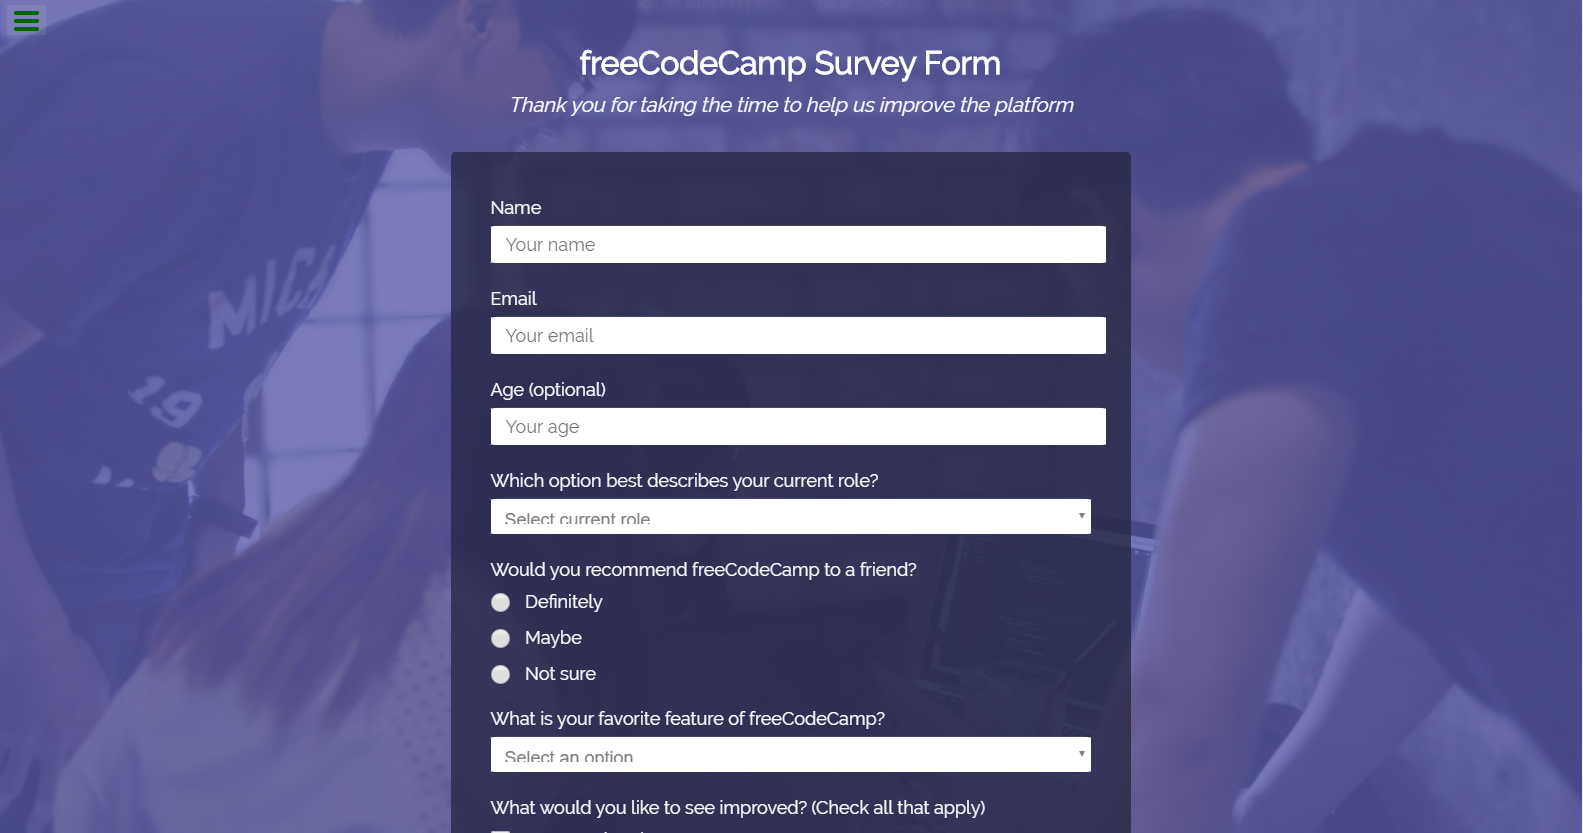 freeCodeCamp Survey Form
Thank you for taking the time to help us improve the platform
Name
Your name
Email
Your email
Age (optional)
Your age
Which option best describes your current role?
Select current role
Would you recommend freeCodeCamp to a friend?
Definitely
Maybe
Not sure
What is your favorite feature of freeCodeCamp?
Select an option
What would you like to see improved? (Check all that apply)
MICH
19